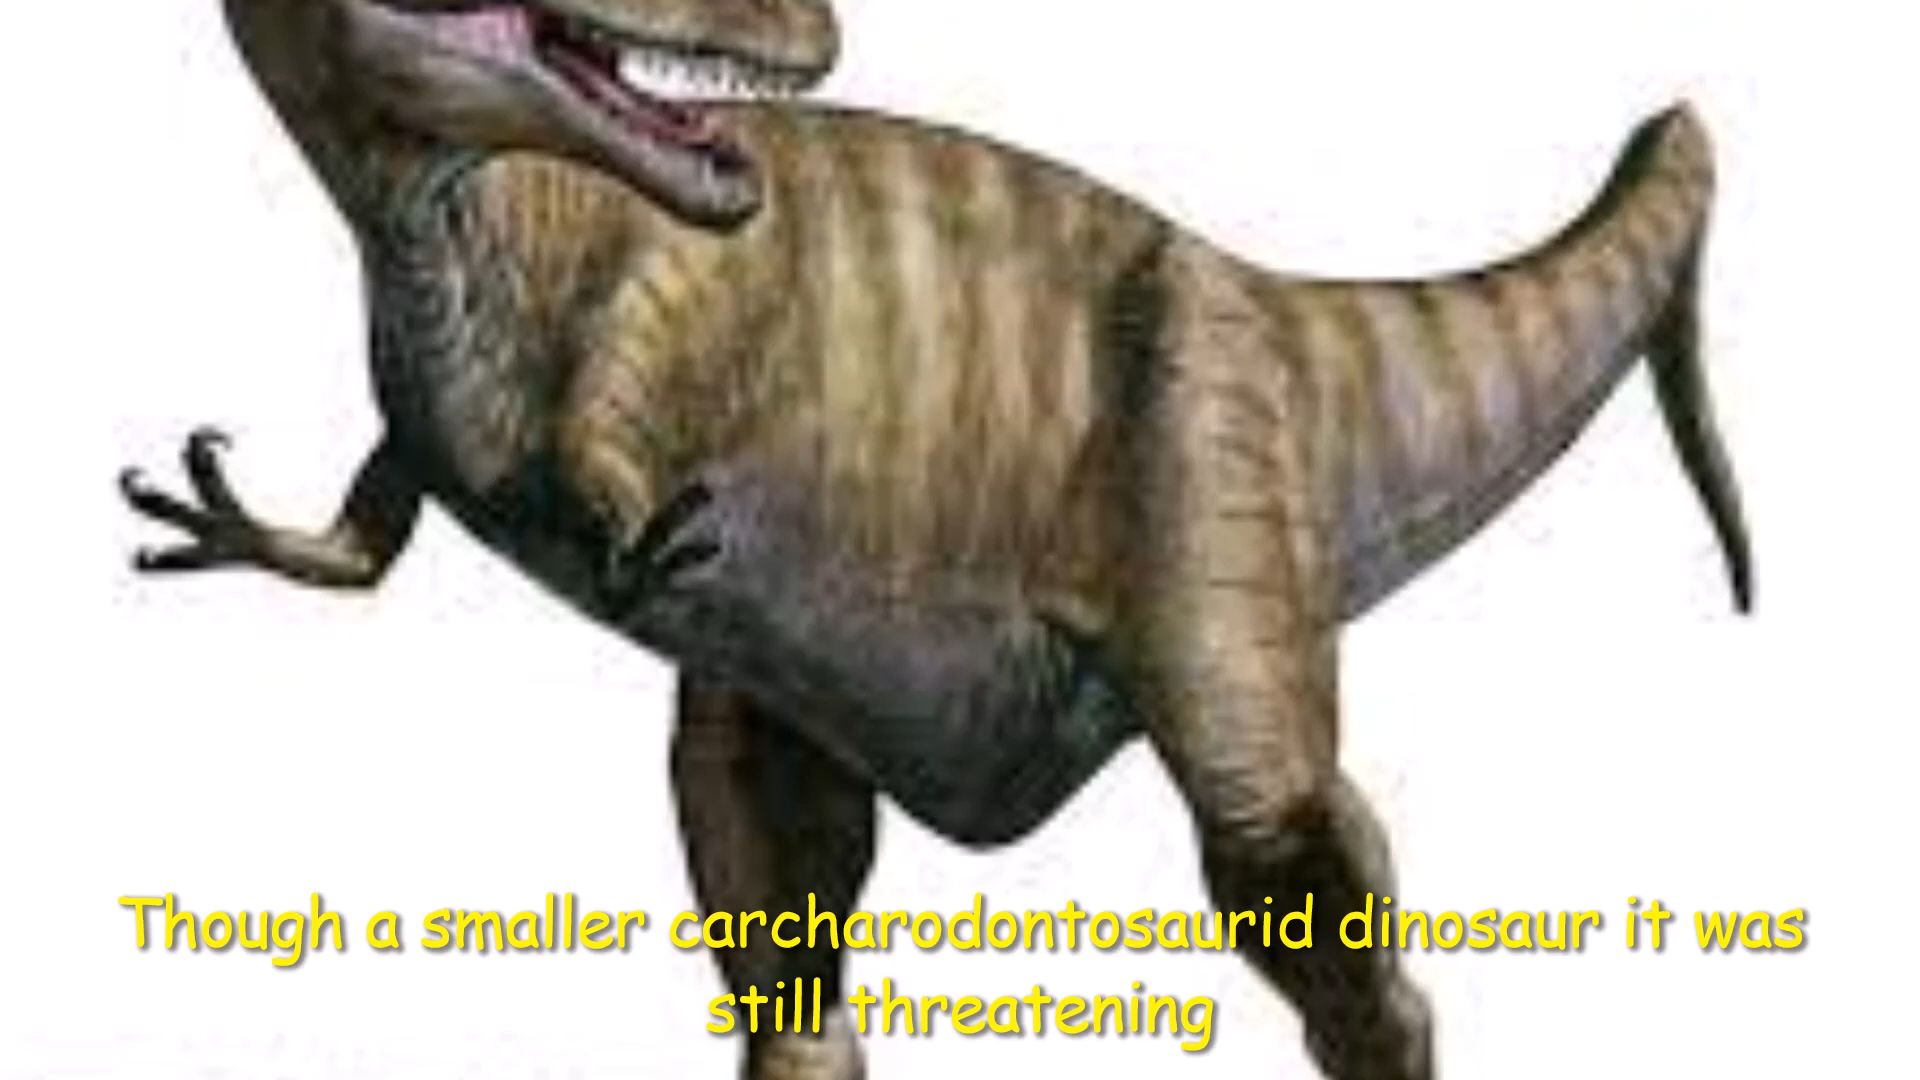 Though a smaller carcharodontosaurid dinosaur it was
still threatening